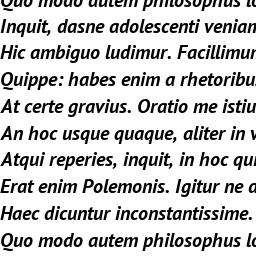 Quo modo autem philosophus lo
Inquit, dasne adolescenti venian
Hic ambiguo ludimur. Facillimun
Quippe: habes enim a rhetoribu
At certe gravius. Oratio me istiu
An hoc usque quaque, aliter in v
Atqui reperies, inquit, in hoc qui
Erat enim Polemonis. Igitur ne d
Haec dicuntur inconstantissime.
Quo modo autem philosophus lo